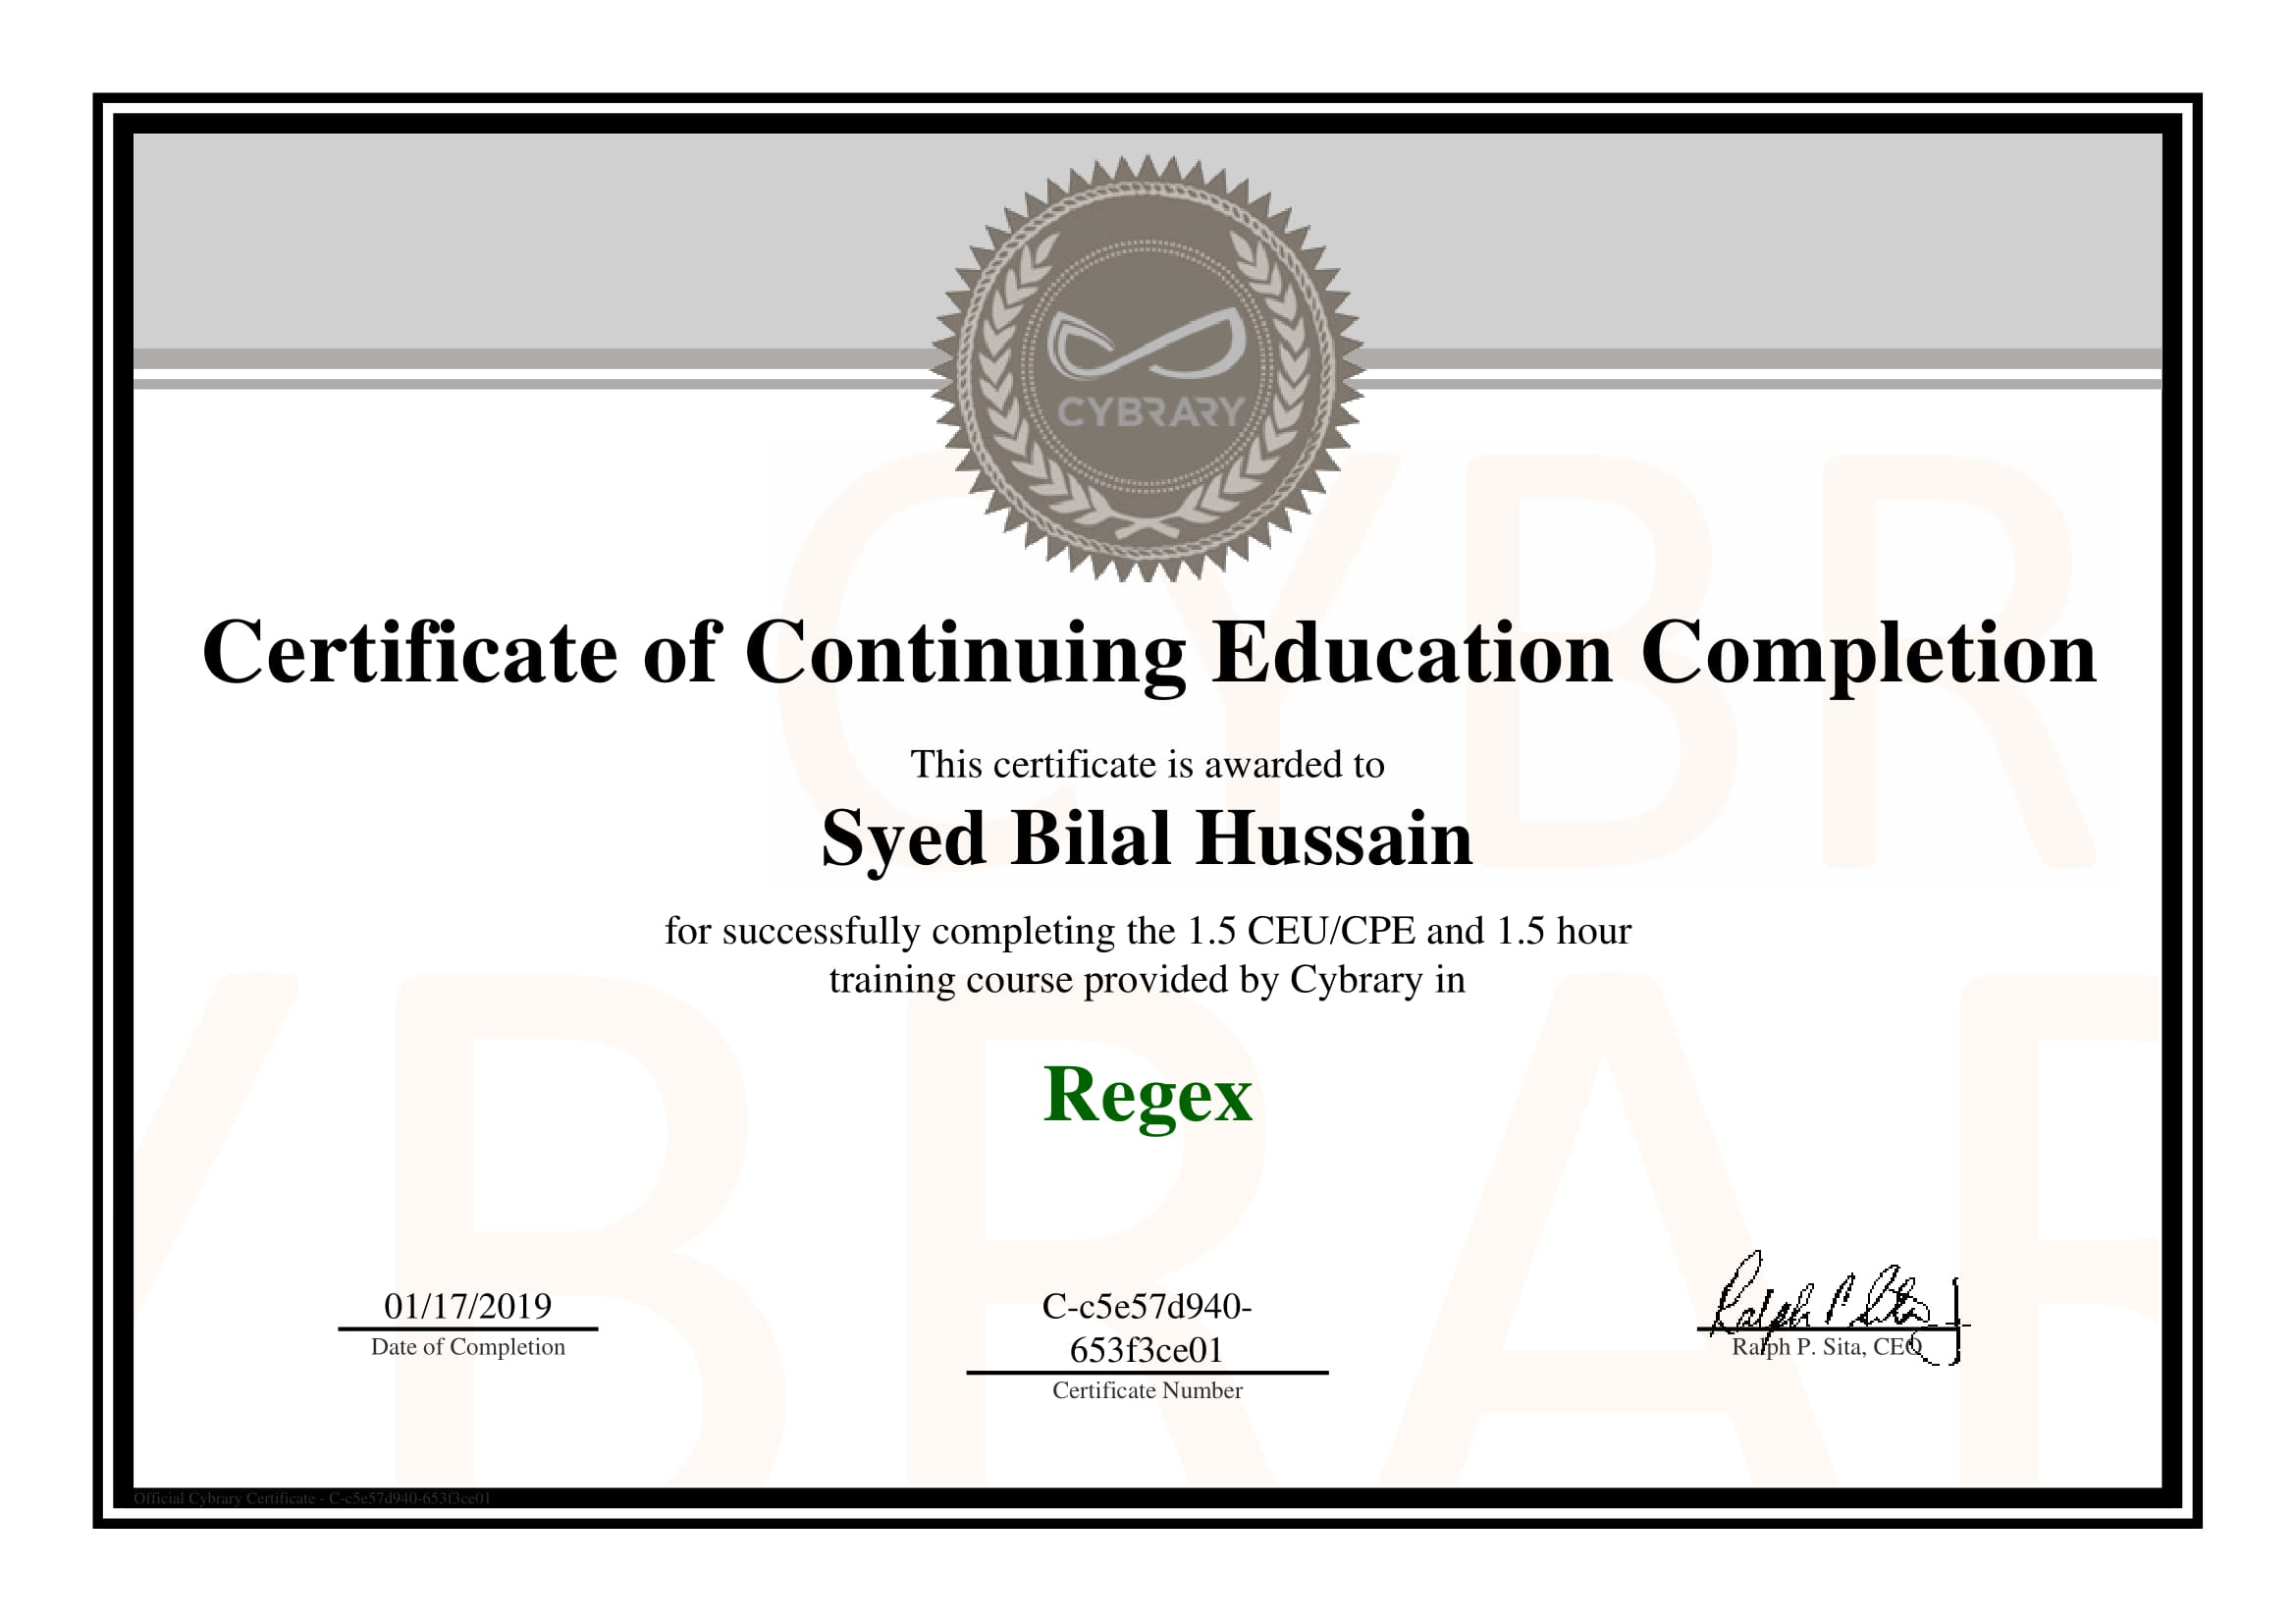 CYBRARY
CYBR
Certificate of Continuing Education Completion
This certificate is awarded to
Syed Bilal Hussain
for successfully completing the 1.5 CEU/CPE and 1.5 hour
training course provided by Cybrary in
YBRAR
Regex
01/17/2019
Date of Completion
C-c5e57d940-
653f3ce01
Certificate Number
Ralph P. Sita
Ralph P. Sita, CEO
Official Cybrary Certificate - C-c5e57d940-653f3ce01